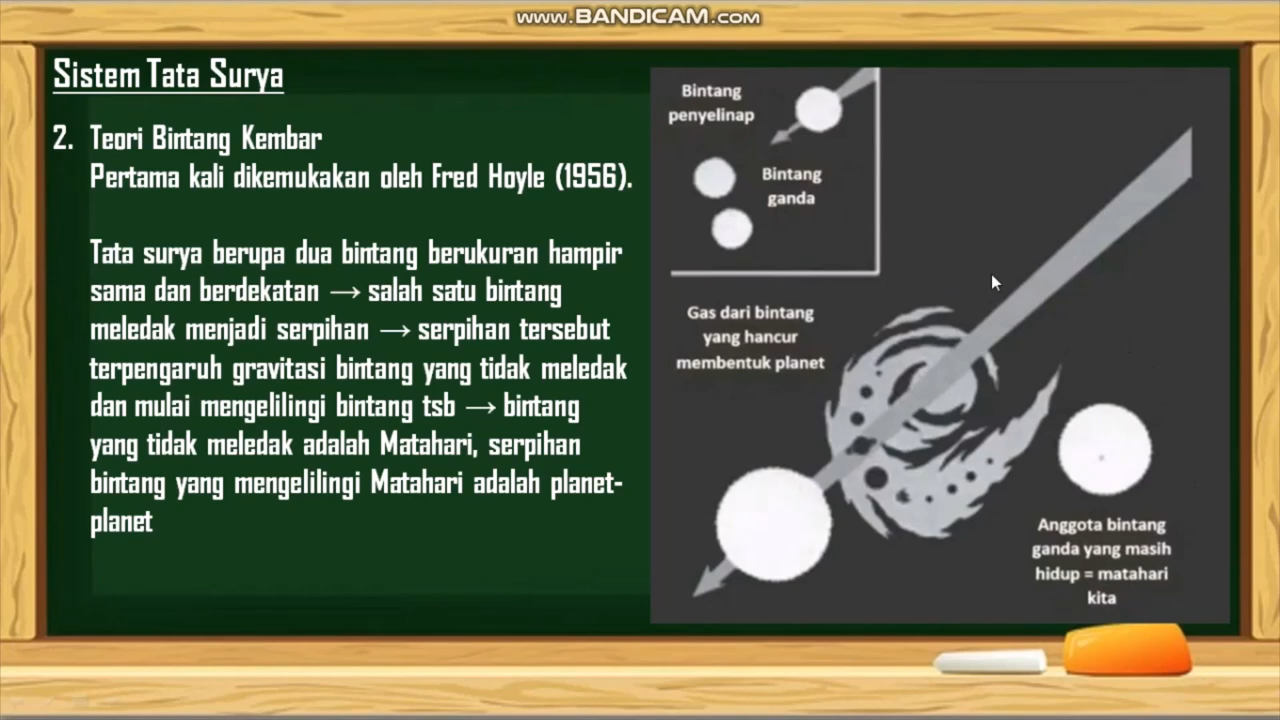 www.BANDICAM.com
Sistem Tata Surya
2. Teori Bintang Kembar
Pertama kali dikemukakan oleh Fred Hoyle (1956).
Tata surya berupa dua bintang berukuran hampir
sama dan berdekatan → salah satu bintang
meledak menjadi serpihan → serpihan tersebut
terpengaruh gravitasi bintang yang tidak meledak
dan mulai mengelilingi bintang tsb → bintang
yang tidak meledak adalah Matahari, serpihan
bintang yang mengelilingi Matahari adalah planet-
planet
Bintang
penyelinap
Bintang
ganda
Gas dari bintang
yang hancur
membentuk planet
Anggota bintang
ganda yang masih
hidup = matahari
kita